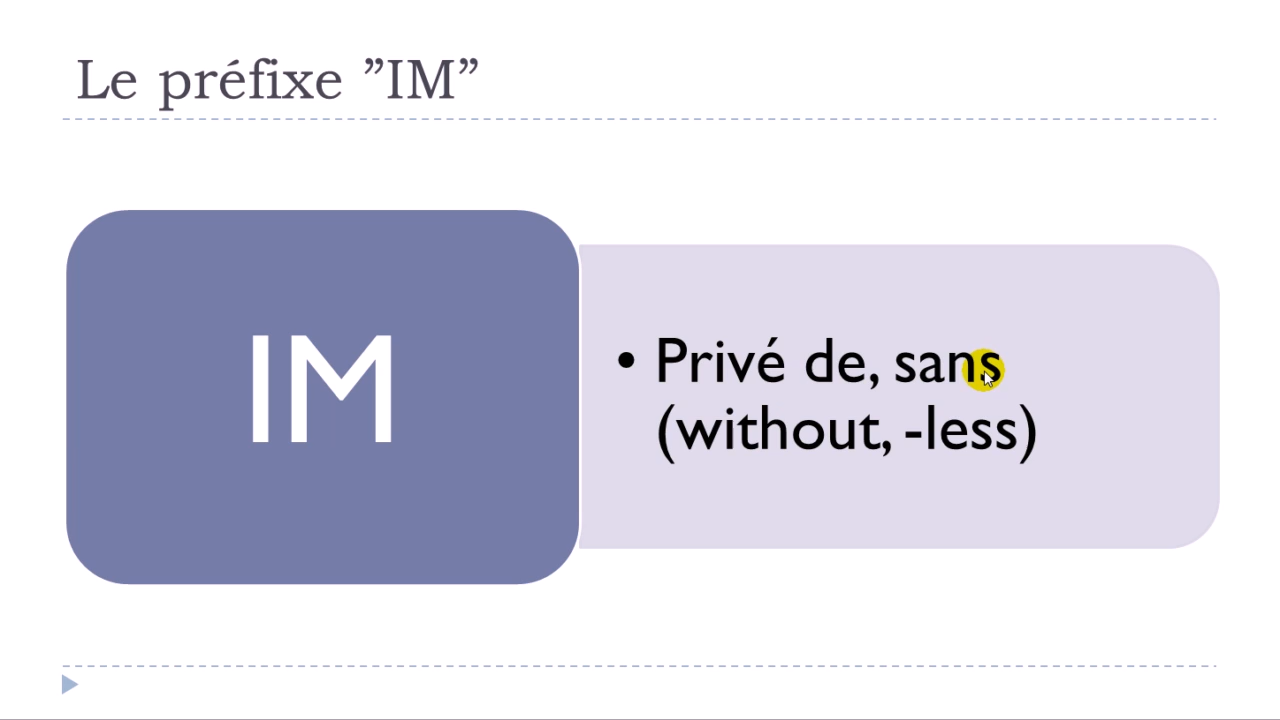 Le préfixe ”IM”
IM
• Privé de, sans
(without, -less)